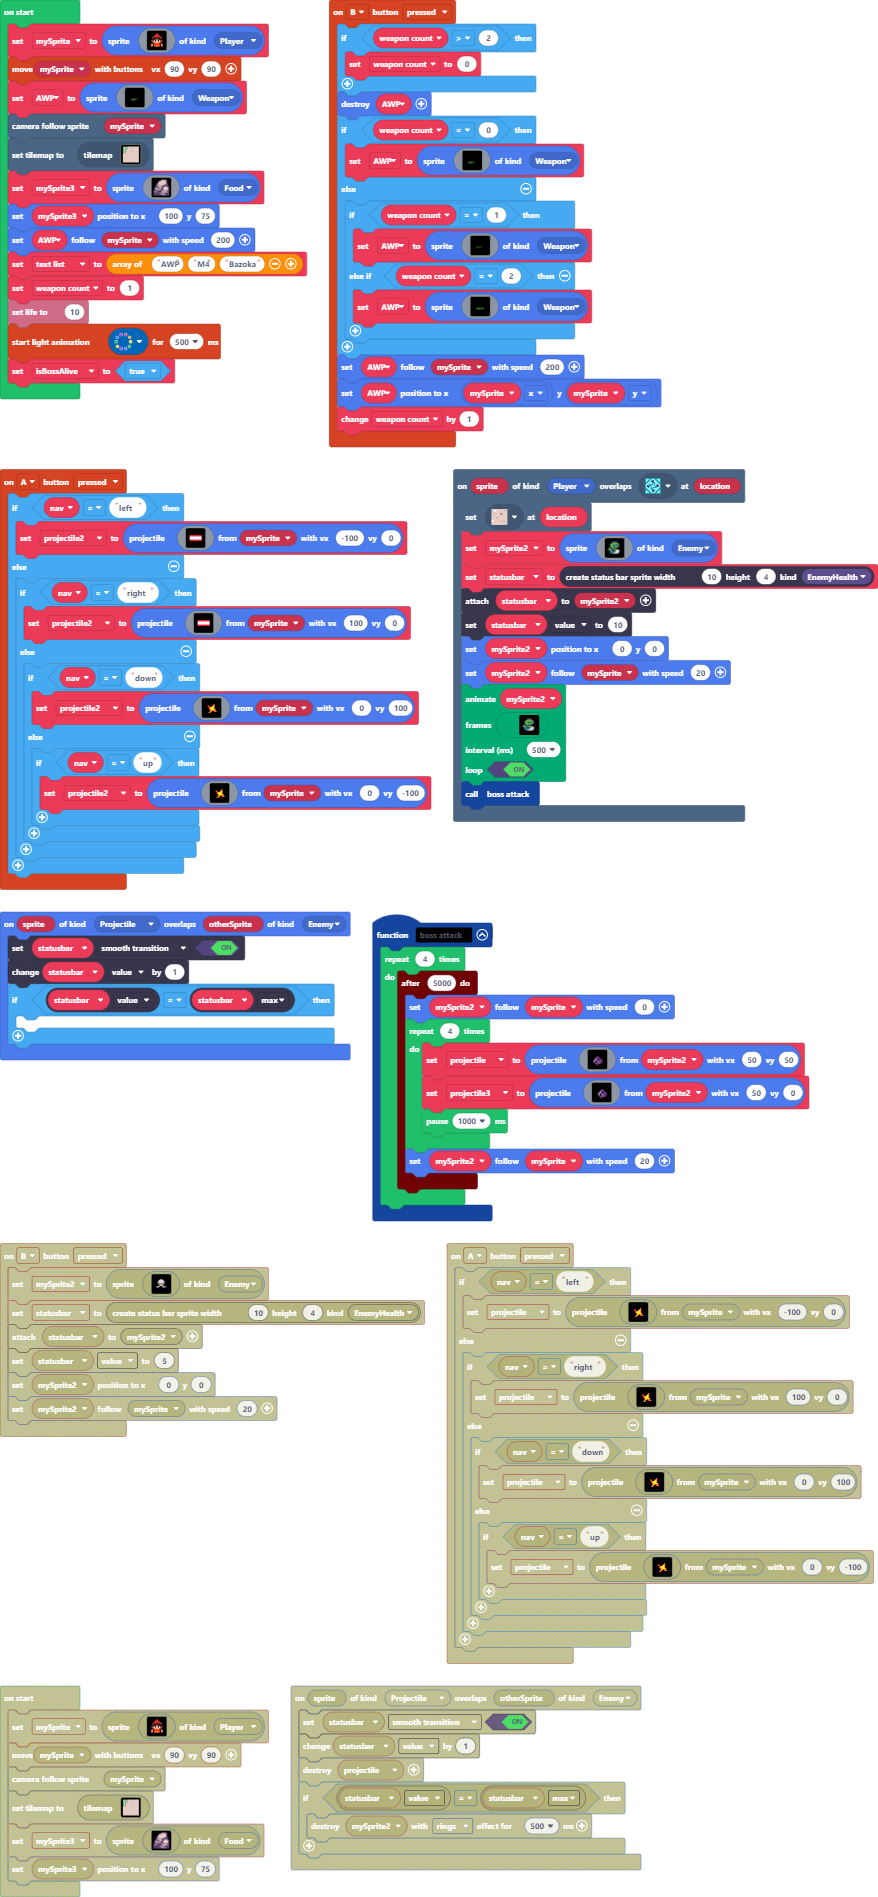 on start
set mySprite to sprite of kind Player
move mySprite with buttons vx 90 vy 90
set AWP to sprite of kind Weapon
camera follow sprite mySprite
set tilemap to tilemap
set mySprite3 to sprite of kind Food
set mySprite3 position to x 100 y 75
set AWP follow mySprite with speed 200
set text list to array of "AWP" "M4" "Bazoka"
set weapon count to 1
set life to 10
start light animation for 500 ms
set isBossAlive to true
on B button pressed
if weapon count > 2 then
set weapon count to 0
destroy AWP
if weapon count = 0 then
set AWP to sprite of kind Weapon
else
if weapon count = 1 then
set AWP to sprite of kind Weapon
else if weapon count = 2 then
set AWP to sprite of kind Weapon
set AWP follow mySprite with speed 200
set AWP position to x mySprite x y mySprite y
change weapon count by 1
on A button pressed
if nav = "left" then
set projectile2 to projectile from mySprite with vx -100 vy 0
else
if nav = "right" then
set projectile2 to projectile from mySprite with vx 100 vy 0
else
if nav = "down" then
set projectile2 to projectile from mySprite with vx 0 vy 100
else
if nav = "up" then
set projectile2 to projectile from mySprite with vx 0 vy -100
on sprite of kind Player overlaps at location
set at location
set mySprite2 to sprite of kind Enemy
set statusbar to create status bar sprite width 10 height 4 kind EnemyHealth
attach statusbar to mySprite2
set statusbar value to 10
set mySprite2 position to x 0 y 0
set mySprite2 follow mySprite with speed 20
animate mySprite2
frames
interval (ms) 500
loop ON
call boss attack
on sprite of kind Projectile overlaps otherSprite of kind Enemy
set statusbar smooth transition ON
change statusbar value by 1
if statusbar value = statusbar max then
function boss attack
repeat 4 times
do
after 5000 do
set mySprite2 follow mySprite with speed 0
repeat 4 times
do
set projectile to projectile from mySprite2 with vx 50 vy 50
set projectile3 to projectile from mySprite2 with vx 50 vy 0
pause 1000 ms
set mySprite2 follow mySprite with speed 20
on B button pressed
set mySprite2 to sprite of kind Enemy
set statusbar to create status bar sprite width 10 height 4 kind EnemyHealth
attach statusbar to mySprite2
set statusbar value to 5
set mySprite2 position to x 0 y 0
set mySprite2 follow mySprite with speed 20
on A button pressed
if nav = "left" then
set projectile to projectile from mySprite with vx -100 vy 0
else
if nav = "right" then
set projectile to projectile from mySprite with vx 100 vy 0
else
if nav = "down" then
set projectile to projectile from mySprite with vx 0 vy 100
else
if nav = "up" then
set projectile to projectile from mySprite with vx 0 vy -100
on start
set mySprite to sprite of kind Player
move mySprite with buttons vx 90 vy 90
camera follow sprite mySprite
set tilemap to tilemap
set mySprite3 to sprite of kind Food
set mySprite3 position to x 100 y 75
on sprite of kind Projectile overlaps otherSprite of kind Enemy
set statusbar smooth transition ON
change statusbar value by 1
destroy projectile
if statusbar value = statusbar max then
destroy mySprite2 with rings effect for 500 ms